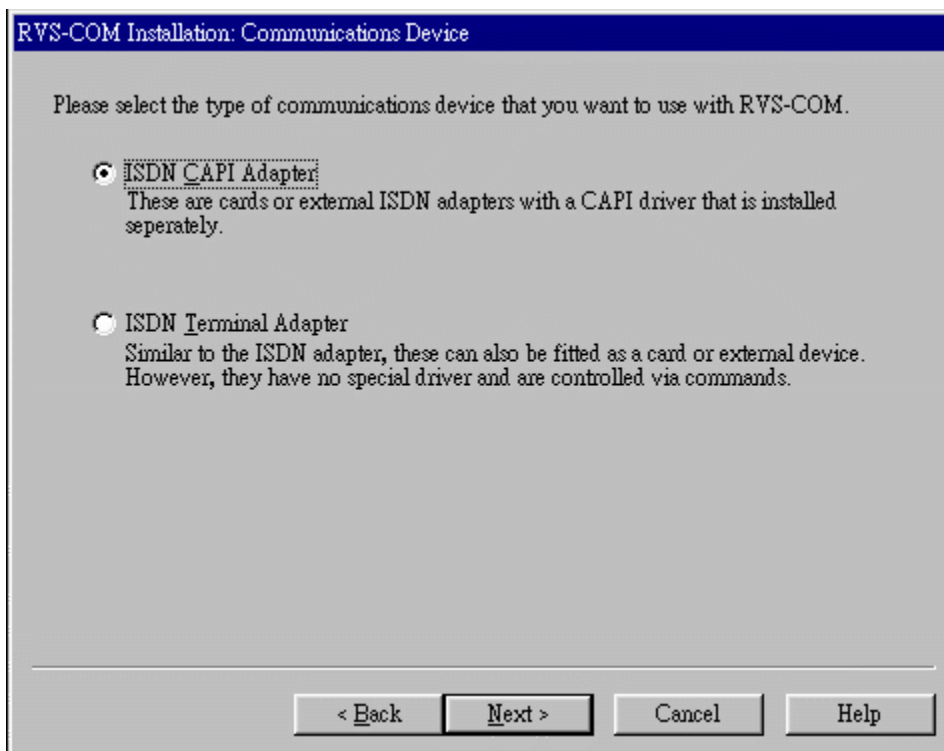 RVS-COM Installation: Communications Device
Please select the type of communications device that you want to use with RVS-COM.
ISDN CAPI Adapter
These are cards or external ISDN adapters with a CAPI driver that is installed
seperately.
ISDN Terminal Adapter
Similar to the ISDN adapter, these can also be fitted as a card or external device.
However, they have no special driver and are controlled via commands.
< Back
Next >
Cancel
Help